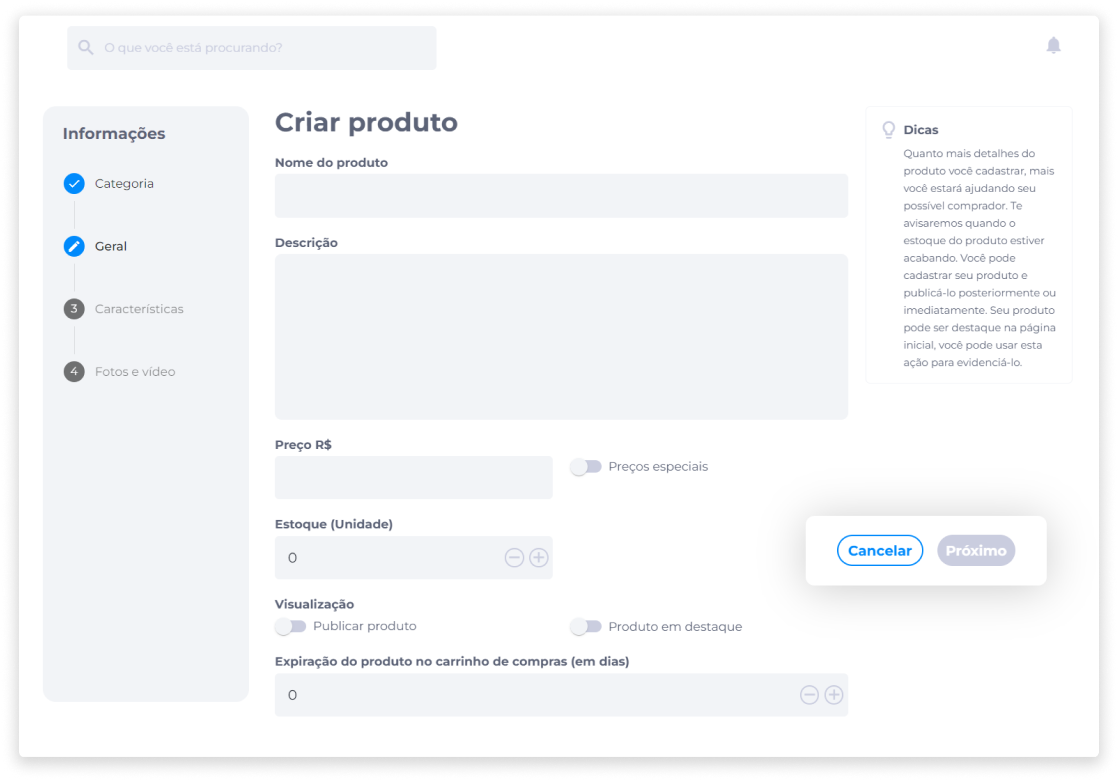 O que você está procurando?
Informações
Categoria
Geral
3 Características
4 Fotos e vídeo
Criar produto
Nome do produto
Descrição
Preço R$
Preços especiais
Estoque (Unidade)
0
Visualização
Publicar produto
Produto em destaque
Expiração do produto no carrinho de compras (em dias)
0
Dicas
Quanto mais detalhes do
produto você cadastrar, mais
você estará ajudando seu
possível comprador. Te
avisaremos quando o
estoque do produto estiver
acabando. Você pode
cadastrar seu produto e
publicá-lo posteriormente ou
imediatamente. Seu produto
pode ser destaque na página
inicial, você pode usar esta
ação para evidenciá-lo.
Cancelar
Próximo